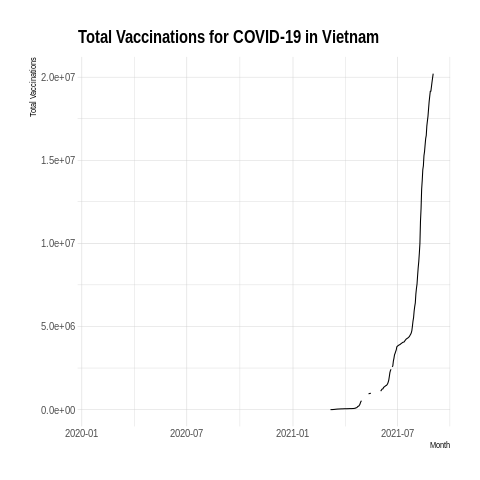 Total Vaccinations for COVID-19 in Vietnam
Total Vaccinations
2.0e+07
1.5e+07
1.0e+07
5.0e+06
0.0e+00
2020-01 2020-07 2021-01 2021-07
Month